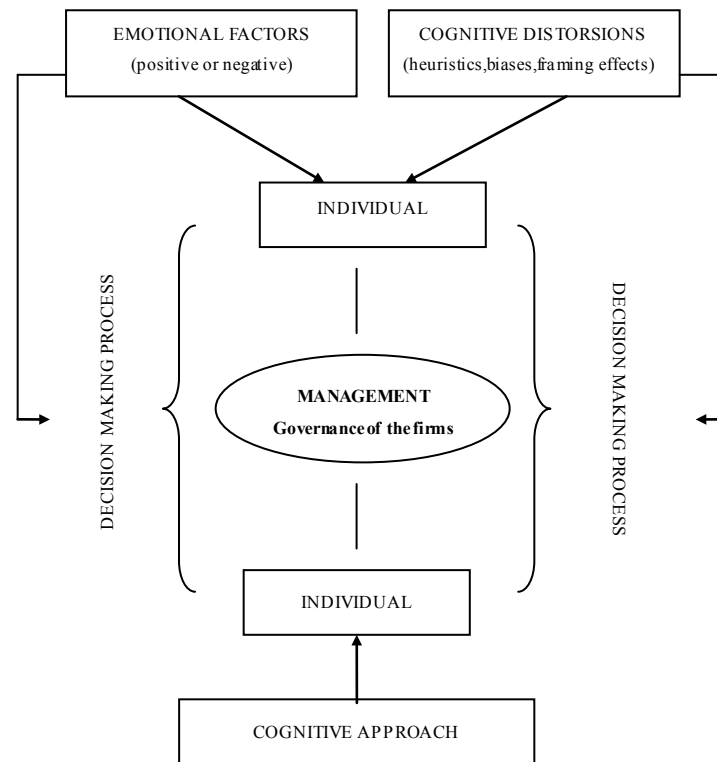 EMOTIONAL FACTORS
(positive or negative)
COGNITIVE DISTORSIONS
(heuristics,biases,framing effects)
INDIVIDUAL
DECISION MAKING PROCESS
MANAGEMENT
Governance of the firms
DECISION MAKING PROCESS
INDIVIDUAL
COGNITIVE APPROACH